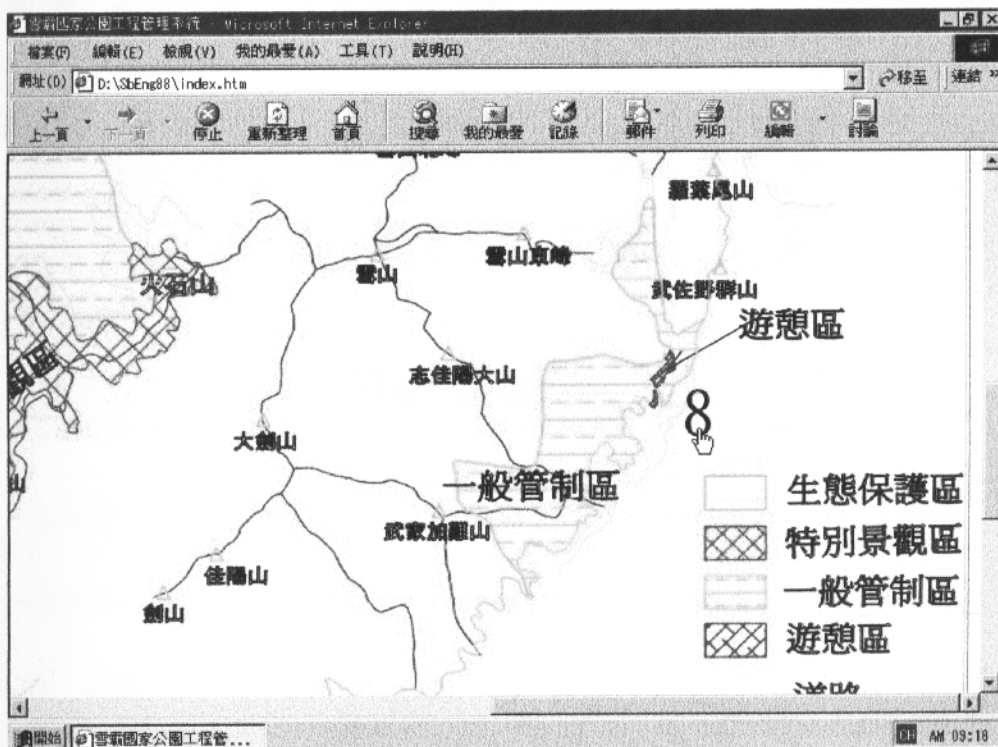 雪霸國家公園工程管理系統 - Microsoft Internet Explorer
檔案(F) 編輯(E) 檢視(V) 我的最愛(A) 工具(T) 說明(H)
網址(D) D:\SbEng88\index.htm 移至 連結 »
上一頁 下一頁 停止 重新整理 首頁 搜尋 我的最愛 記錄 郵件 列印 編輯 討論
羅葉尾山
雪山 雪山東峰
火石山
武佐野群山
遊憩區
觀區
志佳陽大山
8
大劍山
一般管制區
山
武陵加難山
佳陽山
劍山
生態保護區
特別景觀區
一般管制區
遊憩區
道路
開始 雪霸國家公園工程管... CH AM 09:18